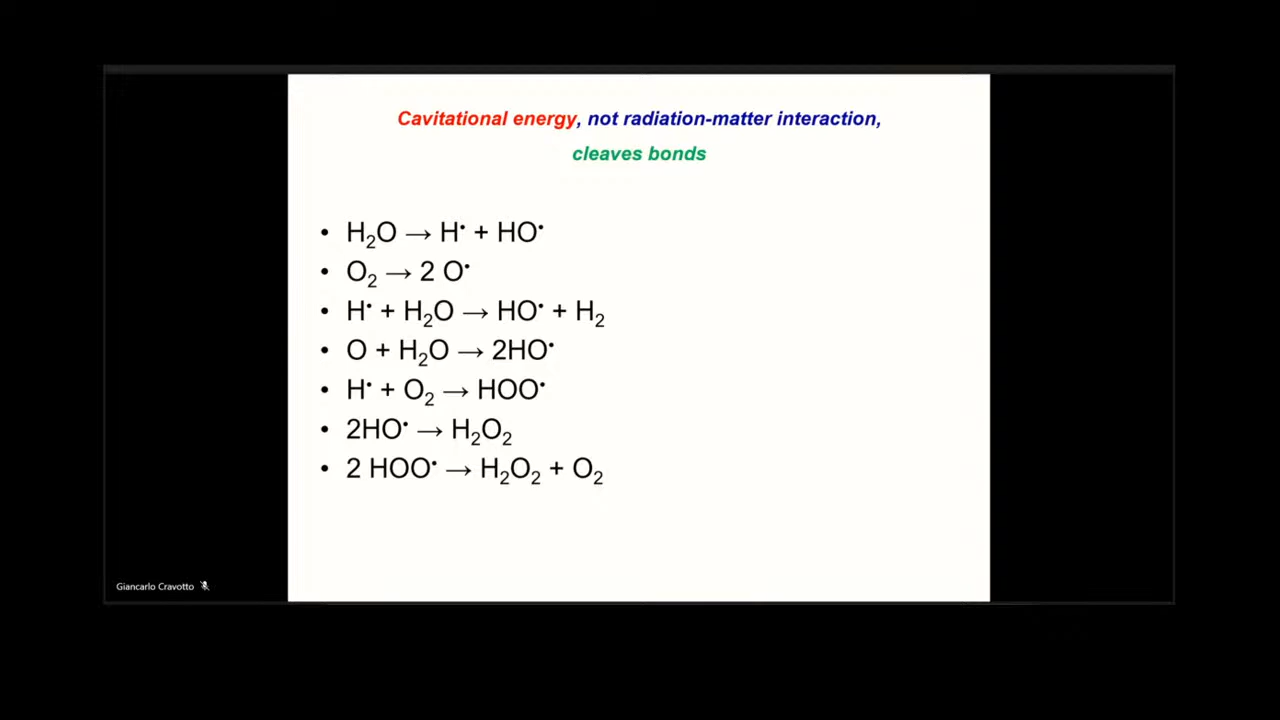 Cavitational energy, not radiation-matter interaction,
cleaves bonds
• H₂O → H• + HO•
• O₂ → 2 O•
• H• + H₂O → HO• + H₂
• O + H₂O → 2HO•
• H• + O₂ → HOO•
• 2HO• → H₂O₂
• 2 HOO• → H₂O₂ + O₂
Giancarlo Cravotto